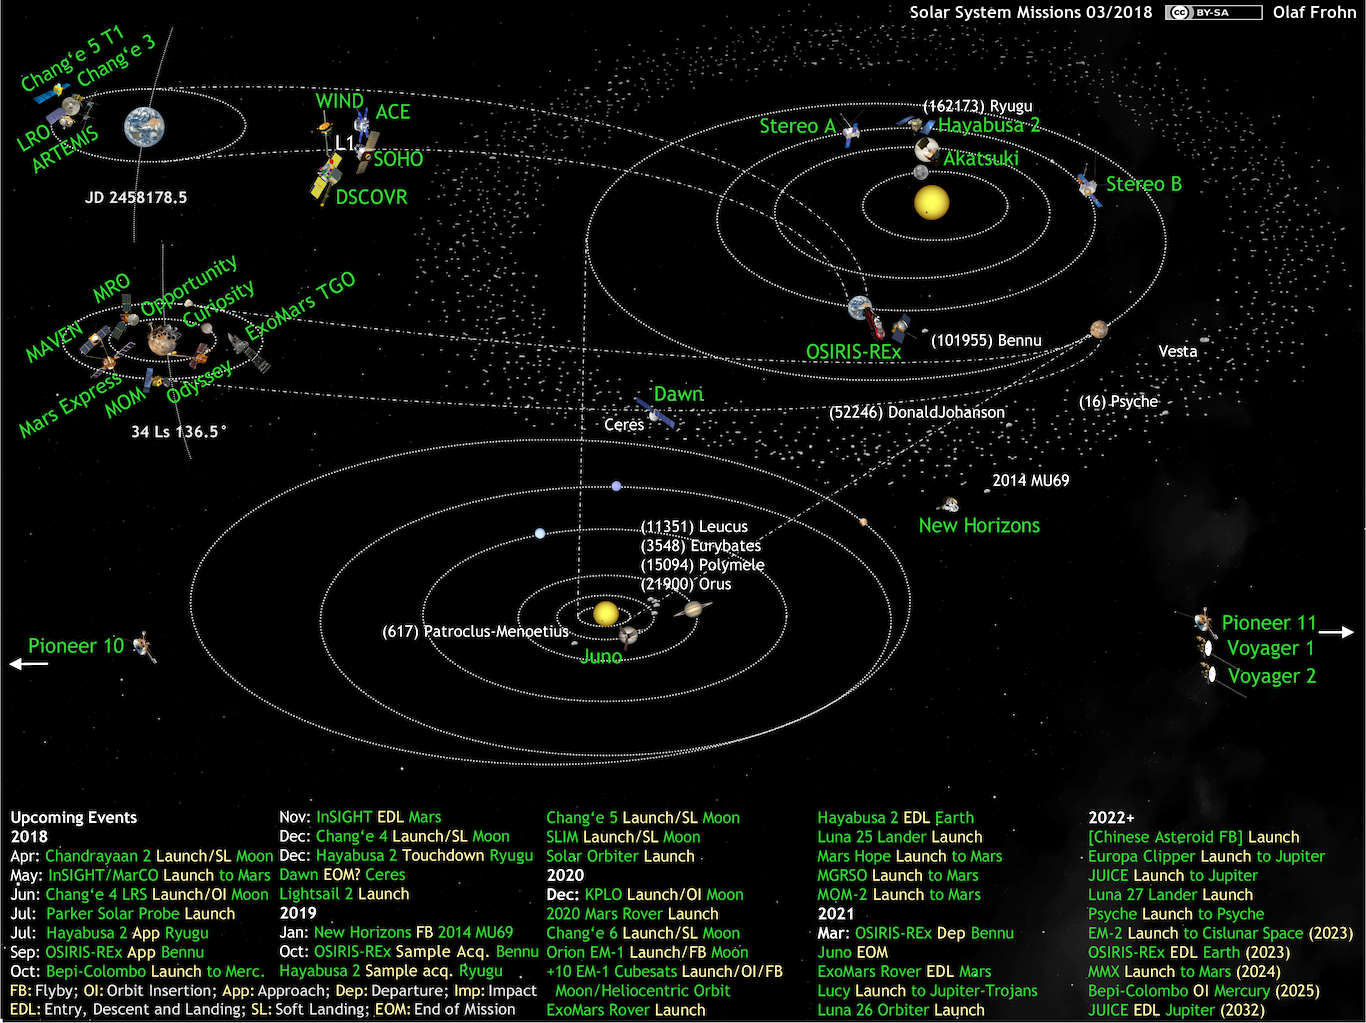 Solar System Missions 03/2018 cc BY-SA Olaf Frohn
Chang‘e 5 T1
Chang‘e 3
LRO
ARTEMIS
JD 2458178.5
WIND
ACE
L1
SOHO
DSCOVR
(162173) Ryugu
Stereo A
Hayabusa 2
Akatsuki
Stereo B
OSIRIS-REx
(101955) Bennu
Vesta
MRO
Opportunity
Curiosity
ExoMars TGO
MAVEN
Mars Express
MOM
Odyssey
34 Ls 136.5°
Dawn
Ceres
(52246) DonaldJohanson
(16) Psyche
2014 MU69
New Horizons
(11351) Leucus
(3548) Eurybates
(15094) Polymele
(21900) Orus
(617) Patroclus-Menoetius
Juno
Pioneer 10
Pioneer 11
Voyager 1
Voyager 2
Upcoming Events
2018
Apr: Chandrayaan 2 Launch/SL Moon
May: InSIGHT/MarCO Launch to Mars
Jun: Chang‘e 4 LRS Launch/OI Moon
Jul: Parker Solar Probe Launch
Jul: Hayabusa 2 App Ryugu
Sep: OSIRIS-REx App Bennu
Oct: Bepi-Colombo Launch to Merc.
Nov: InSIGHT EDL Mars
Dec: Chang‘e 4 Launch/SL Moon
Dec: Hayabusa 2 Touchdown Ryugu
Dawn EOM? Ceres
Lightsail 2 Launch
2019
Jan: New Horizons FB 2014 MU69
Oct: OSIRIS-REx Sample Acq. Bennu
Hayabusa 2 Sample acq. Ryugu
FB: Flyby; OI: Orbit Insertion; App: Approach; Dep: Departure; Imp: Impact
EDL: Entry, Descent and Landing; SL: Soft Landing; EOM: End of Mission
Chang‘e 5 Launch/SL Moon
SLIM Launch/SL Moon
Solar Orbiter Launch
2020
Dec: KPLO Launch/OI Moon
2020 Mars Rover Launch
Chang‘e 6 Launch/SL Moon
Orion EM-1 Launch/FB Moon
+10 EM-1 Cubesats Launch/OI/FB
Moon/Heliocentric Orbit
ExoMars Rover Launch
Hayabusa 2 EDL Earth
Luna 25 Lander Launch
Mars Hope Launch to Mars
MGRSO Launch to Mars
MOM-2 Launch to Mars
2021
Mar: OSIRIS-REx Dep Bennu
Juno EOM
ExoMars Rover EDL Mars
Lucy Launch to Jupiter-Trojans
Luna 26 Orbiter Launch
2022+
[Chinese Asteroid FB] Launch
Europa Clipper Launch to Jupiter
JUICE Launch to Jupiter
Luna 27 Lander Launch
Psyche Launch to Psyche
EM-2 Launch to Cislunar Space (2023)
OSIRIS-REx EDL Earth (2023)
MMX Launch to Mars (2024)
Bepi-Colombo OI Mercury (2025)
JUICE EDL Jupiter (2032)